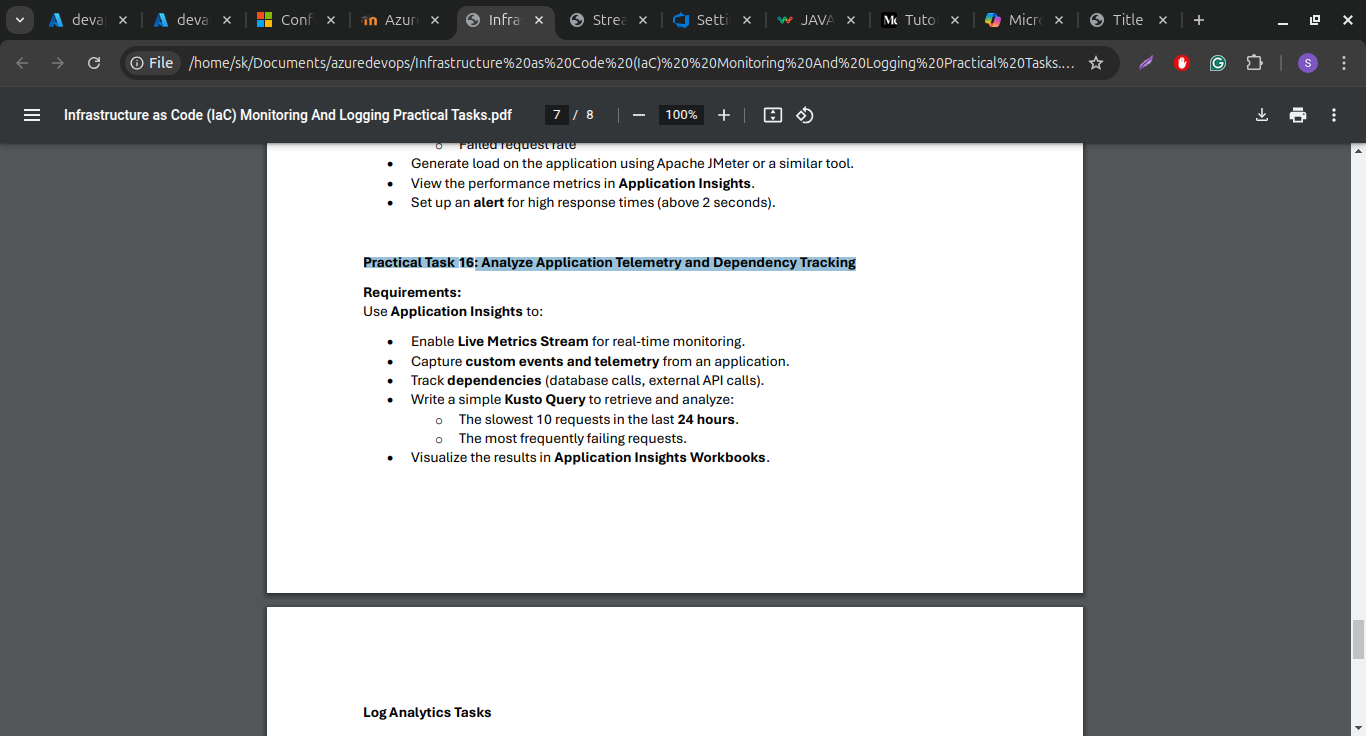 deva
deva
Conf
Azur
Infra
Strea
Setti
JAVA
Tuto
Micro
Title
File
/home/sk/Documents/azuredevops/Infrastructure%20as%20Code%20(IaC)%20%20Monitoring%20And%20Logging%20Practical%20Tasks....
S
Infrastructure as Code (IaC) Monitoring And Logging Practical Tasks.pdf
7 / 8
100%
o Failed request rate
• Generate load on the application using Apache JMeter or a similar tool.
• View the performance metrics in Application Insights.
• Set up an alert for high response times (above 2 seconds).
Practical Task 16: Analyze Application Telemetry and Dependency Tracking
Requirements:
Use Application Insights to:
• Enable Live Metrics Stream for real-time monitoring.
• Capture custom events and telemetry from an application.
• Track dependencies (database calls, external API calls).
• Write a simple Kusto Query to retrieve and analyze:
o The slowest 10 requests in the last 24 hours.
o The most frequently failing requests.
• Visualize the results in Application Insights Workbooks.
Log Analytics Tasks